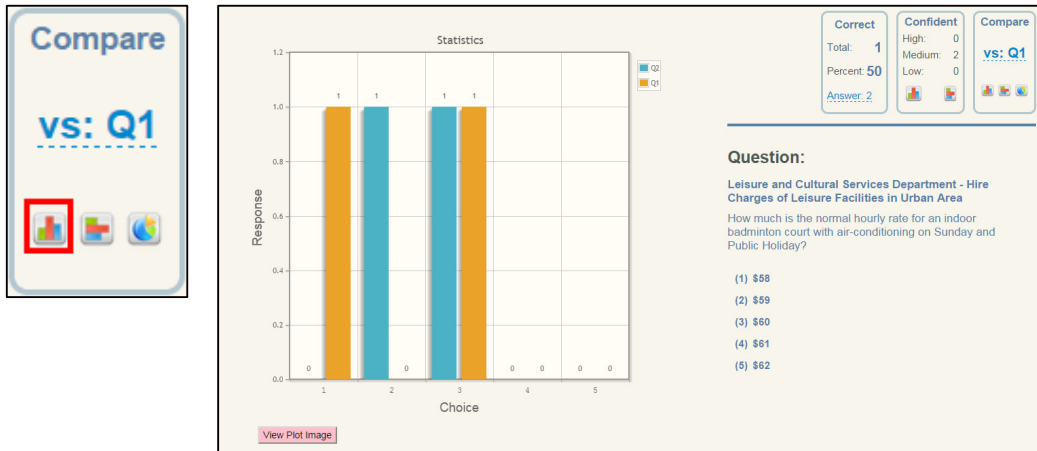 Compare
vs: Q1
Statistics
1.2
1.0
0.8
0.6
0.4
0.2
0.0
Response
0 1 1 0 1 1 0 0 0 0
1 2 3 4 5
Choice
Q2
Q1
View Plot Image
Correct
Total: 1
Percent: 50
Answer: 2
Confident
High: 0
Medium: 2
Low: 0
Compare
vs: Q1
Question:
Leisure and Cultural Services Department - Hire
Charges of Leisure Facilities in Urban Area
How much is the normal hourly rate for an indoor
badminton court with air-conditioning on Sunday and
Public Holiday?
(1) $58
(2) $59
(3) $60
(4) $61
(5) $62